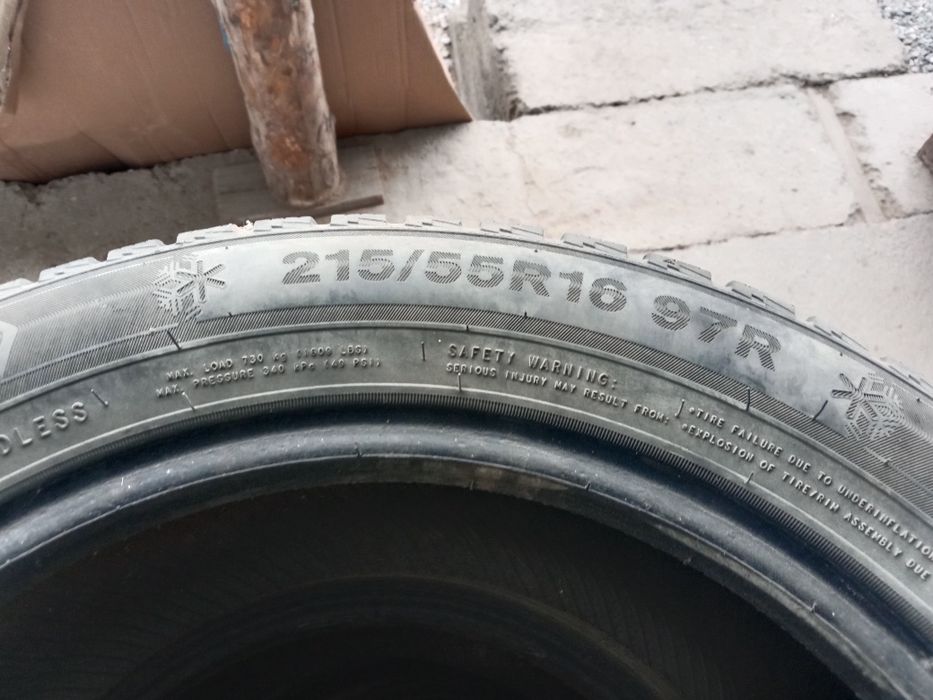 215/55R16 97R
MAX. LOAD 730 kg (1609 LBS)
MAX. PRESSURE 340 kPa (49 PSI)
SAFETY WARNING:
SERIOUS INJURY MAY RESULT FROM:
•TIRE FAILURE DUE TO UNDERINFLATION
•EXPLOSION OF TIRE/RIM ASSEMBLY DUE
DLESS